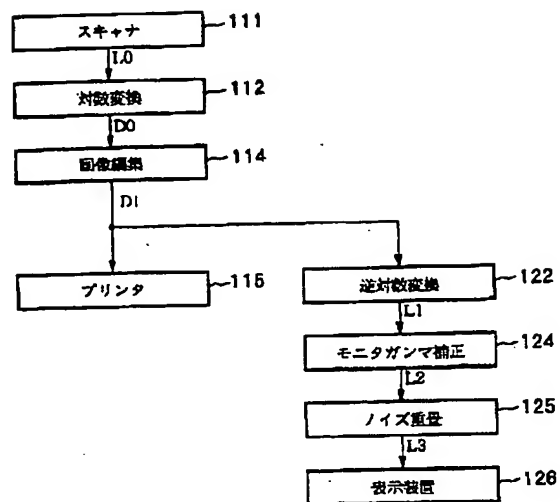 スキャナ 111
L0
対数変換 112
D0
画像編集 114
D1
プリンタ 115
逆対数変換 122
L1
モニタガンマ補正 124
L2
ノイズ重畳 125
L3
表示装置 126